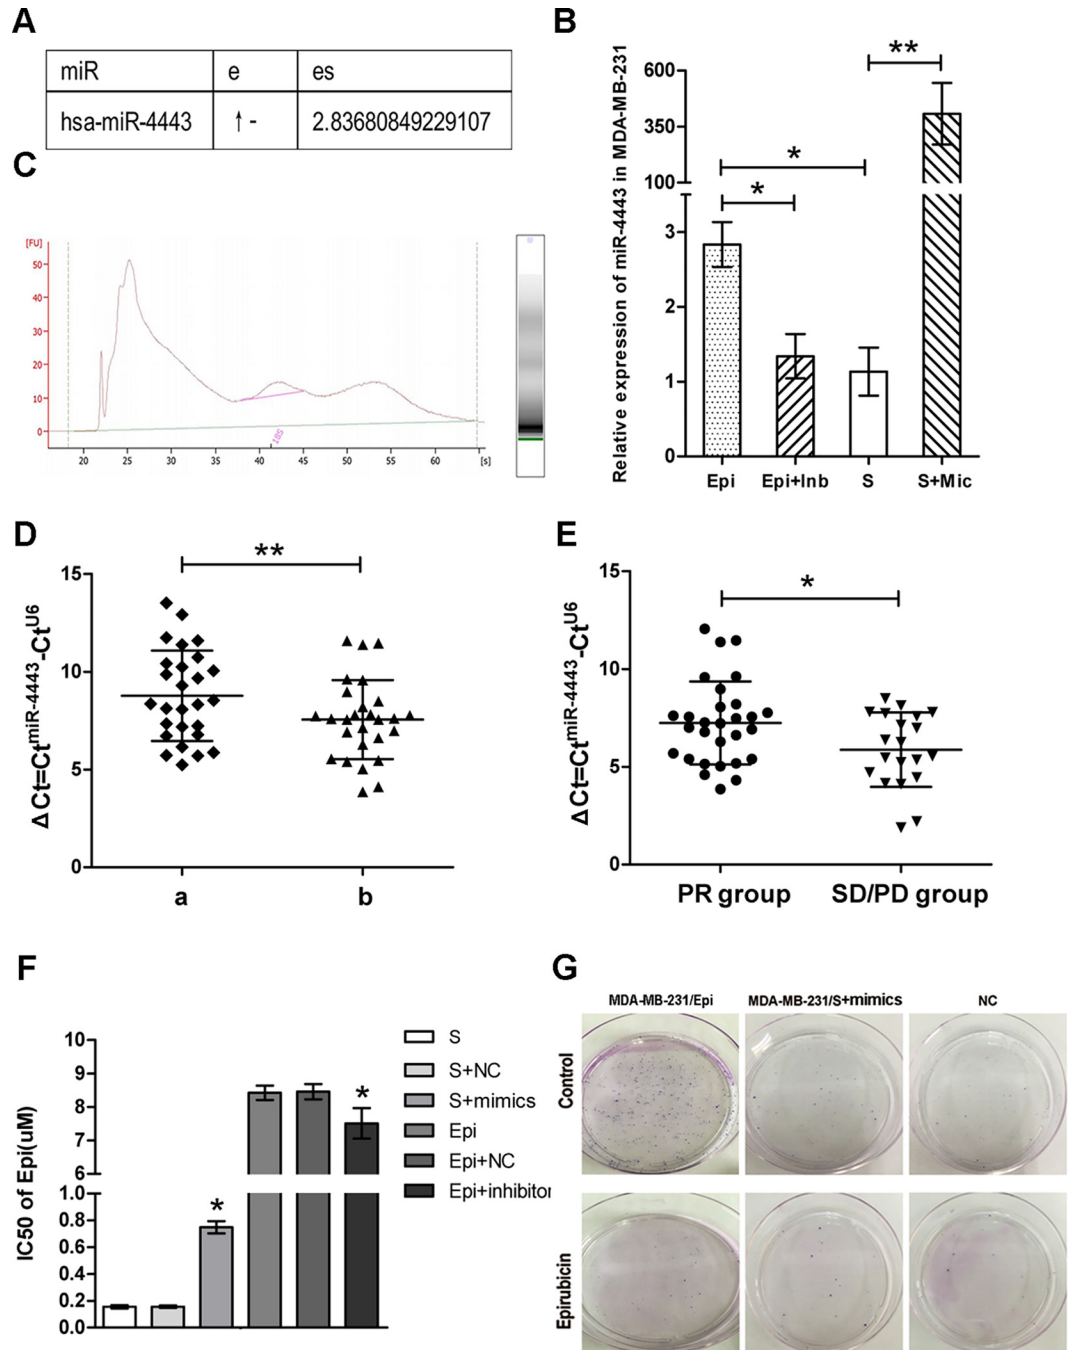 A
miR e es
hsa-miR-4443 ↑ - 2.83680849229107
B
Relative expression of miR-4443 in MDA-MB-231
600
350
100
3
2
1
0
**
*
*
Epi Epi+Inb S S+Mic
C
[FU]
50
40
30
20
10
0
18S
20 25 30 35 40 45 50 55 60 [s]
D
ΔCt=Ct^miR-4443-Ct^U6
15
10
5
0
**
a b
E
ΔCt=Ct^miR-4443-Ct^U6
15
10
5
0
*
PR group SD/PD group
F
IC50 of Epi(uM)
10
9
8
7
6
1.0
0.8
0.6
0.4
0.2
0.0
*
*
S
S+NC
S+mimics
Epi
Epi+NC
Epi+inhibitor
G
MDA-MB-231/Epi MDA-MB-231/S+mimics NC
Control
Epirubicin